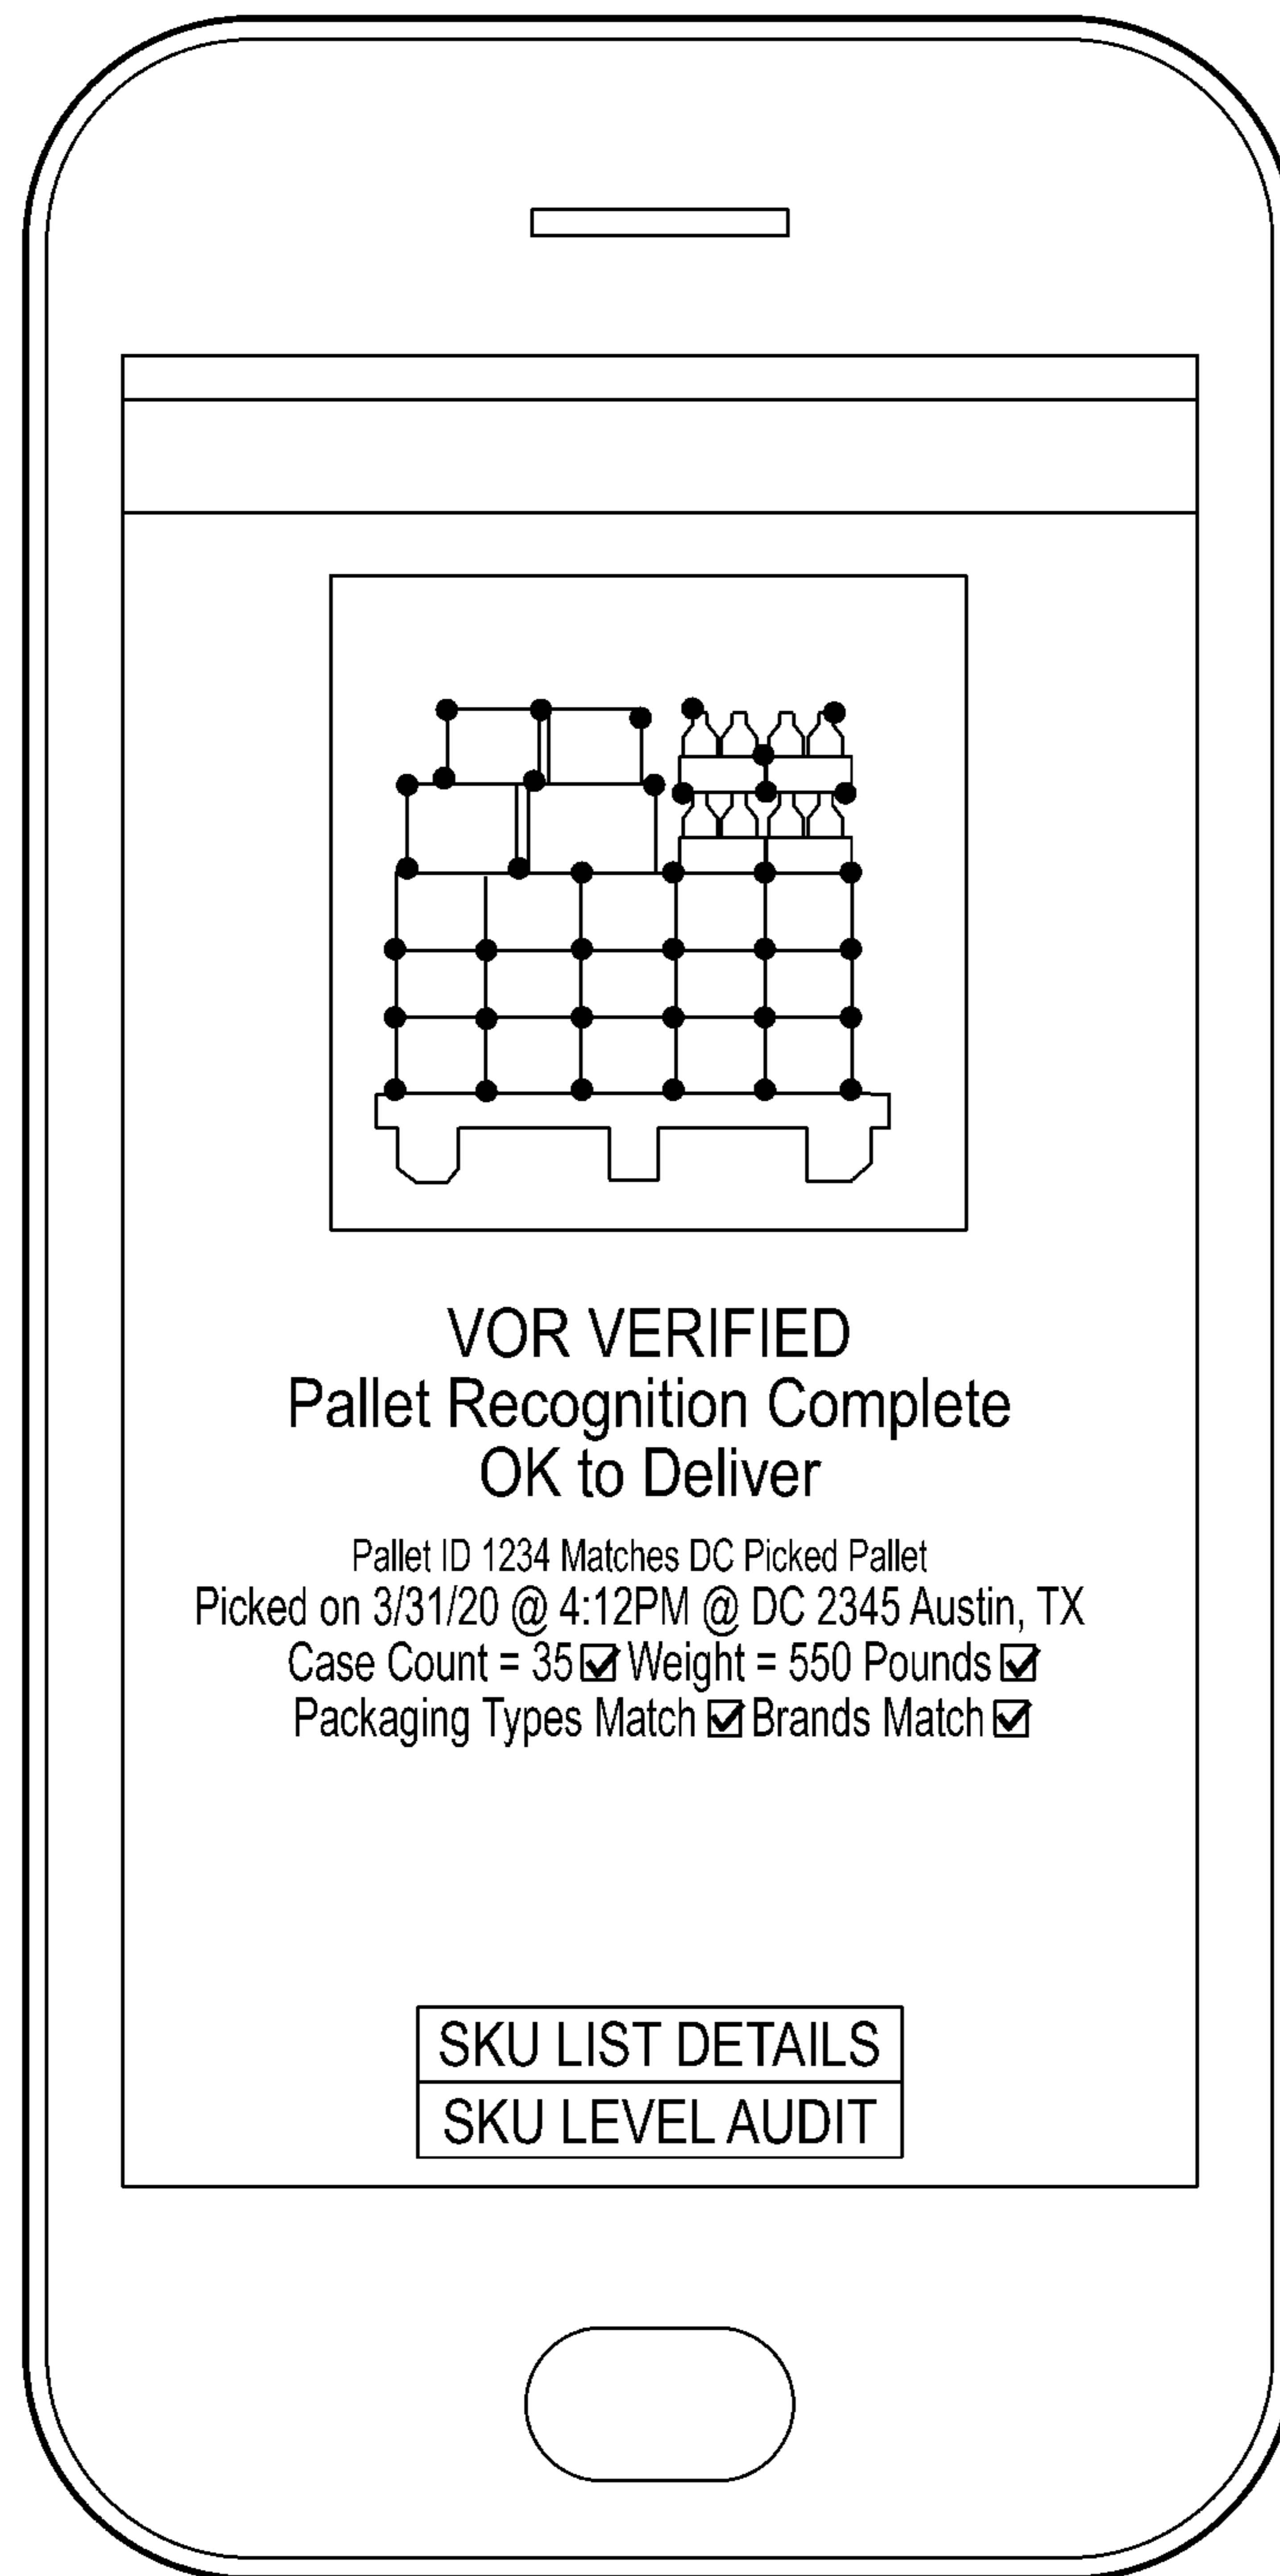 VOR VERIFIED
Pallet Recognition Complete
OK to Deliver
Pallet ID 1234 Matches DC Picked Pallet
Picked on 3/31/20 @ 4:12PM @ DC 2345 Austin, TX
Case Count = 35 ☑ Weight = 550 Pounds ☑
Packaging Types Match ☑ Brands Match ☑
SKU LIST DETAILS
SKU LEVEL AUDIT